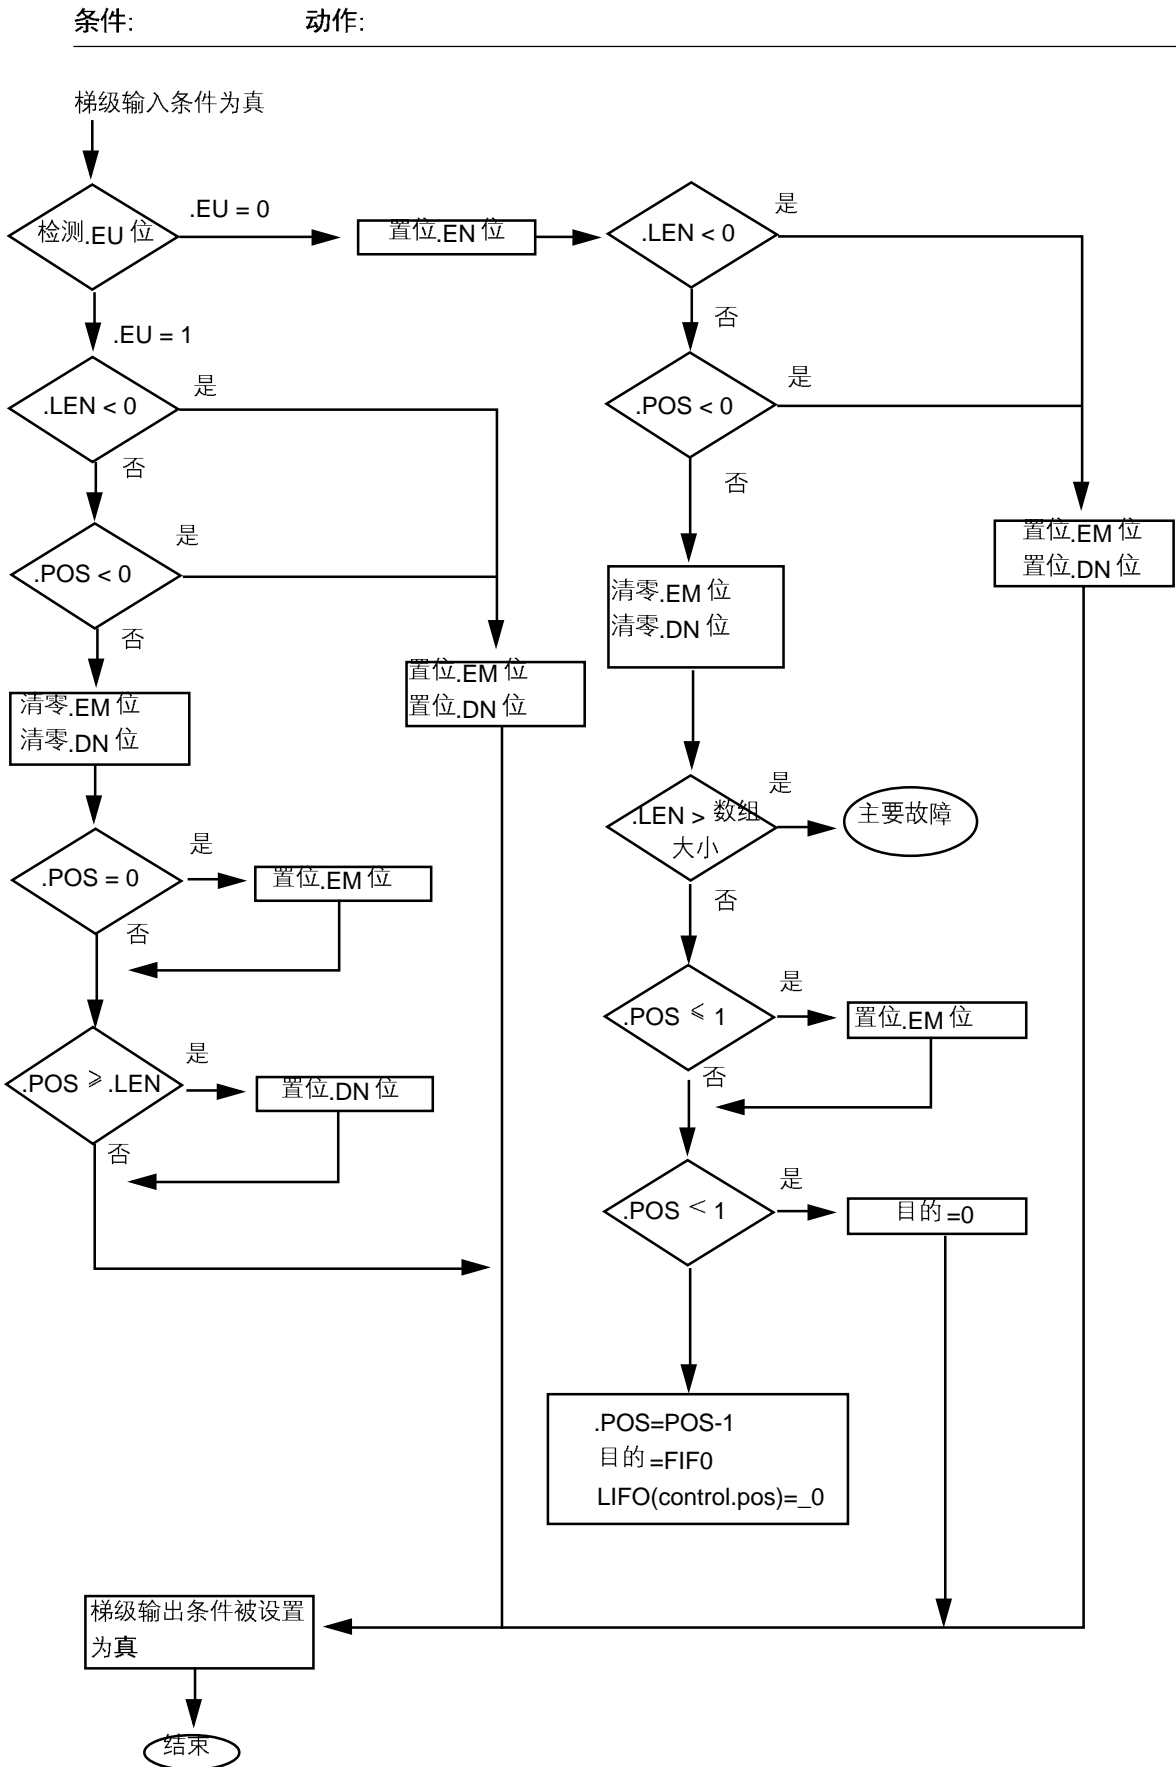 条件:
动作:
梯级输入条件为真
检测.EU 位
.EU = 0
置位.EN 位
.LEN < 0
是
否
.EU = 1
.LEN < 0
是
.POS < 0
是
否
否
.POS < 0
是
置位.EM 位
置位.DN 位
清零.EM 位
清零.DN 位
否
清零.EM 位
清零.DN 位
置位.EM 位
置位.DN 位
.LEN > 数组
大小
是
主要故障
.POS = 0
是
置位.EM 位
否
否
.POS ≤ 1
是
置位.EM 位
.POS ≥ .LEN
是
置位.DN 位
否
否
.POS < 1
是
目的 =0
.POS=POS-1
目的 =FIF0
LIFO(control.pos)=_0
梯级输出条件被设置
为真
结束